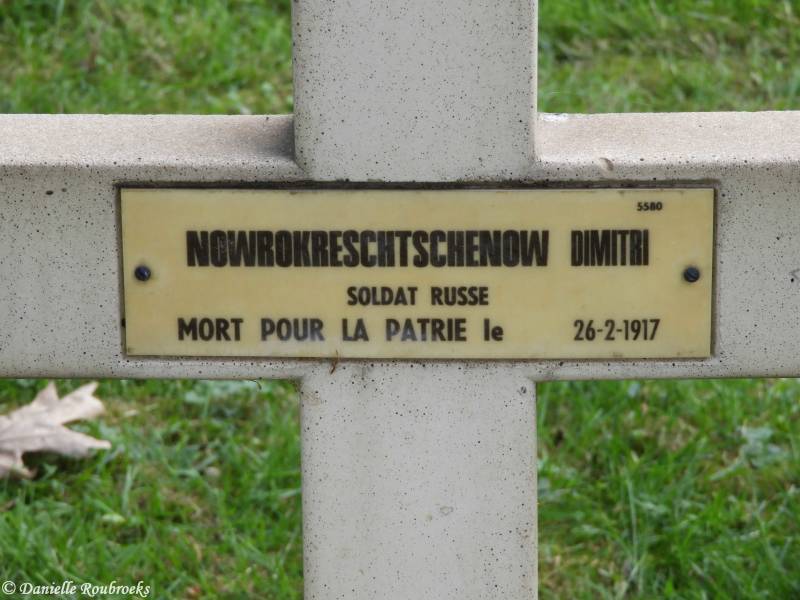 5580
NOWROKRESCHTSCHENOW DIMITRI
SOLDAT RUSSE
MORT POUR LA PATRIE le 26-2-1917
© Danielle Roubroeks